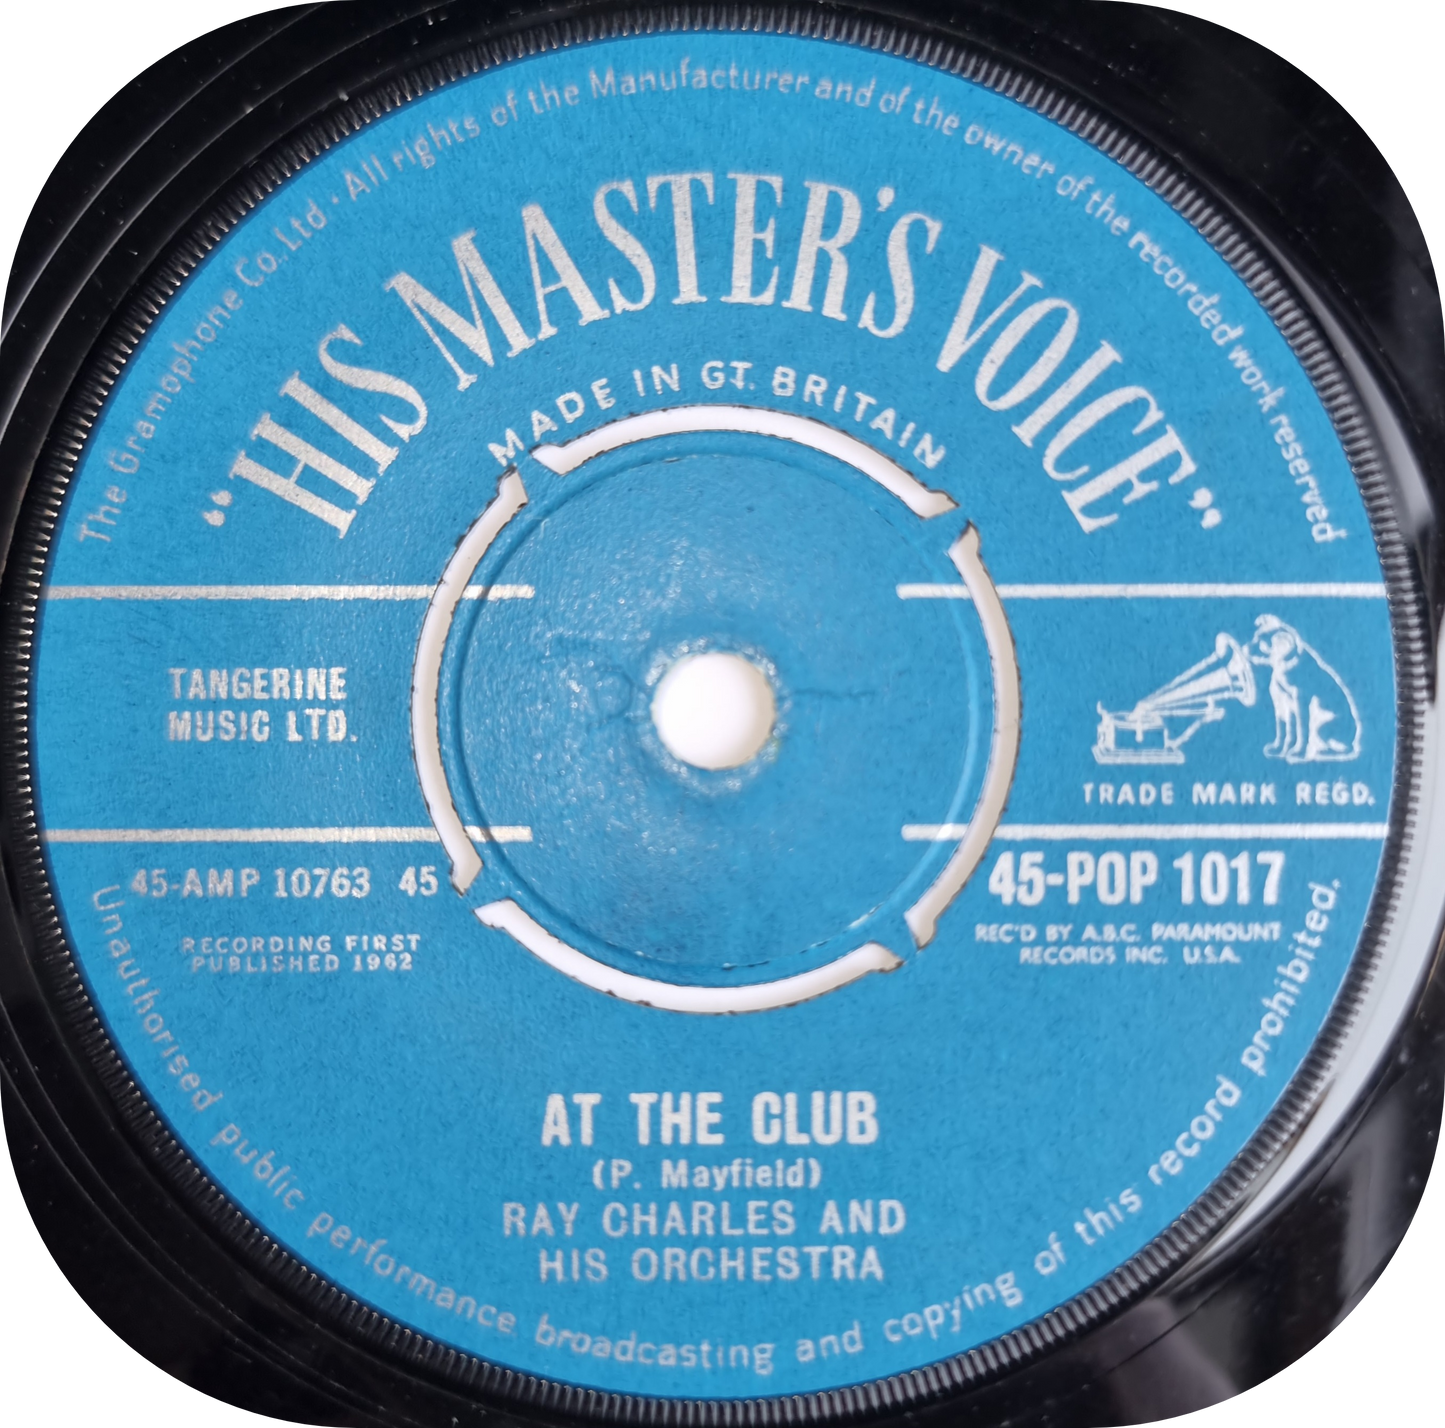 The Gramophone Co. Ltd · All rights of the Manufacturer and of the owner of the recorded work reserved
“HIS MASTER'S VOICE”
MADE IN GT. BRITAIN
TANGERINE
MUSIC LTD.
TRADE MARK REGD.
45-AMP 10763 45
RECORDING FIRST
PUBLISHED 1962
45-POP 1017
REC'D BY A.B.C. PARAMOUNT
RECORDS INC. U.S.A.
AT THE CLUB
(P. Mayfield)
RAY CHARLES AND
HIS ORCHESTRA
Unauthorised public performance broadcasting and copying of this record prohibited.